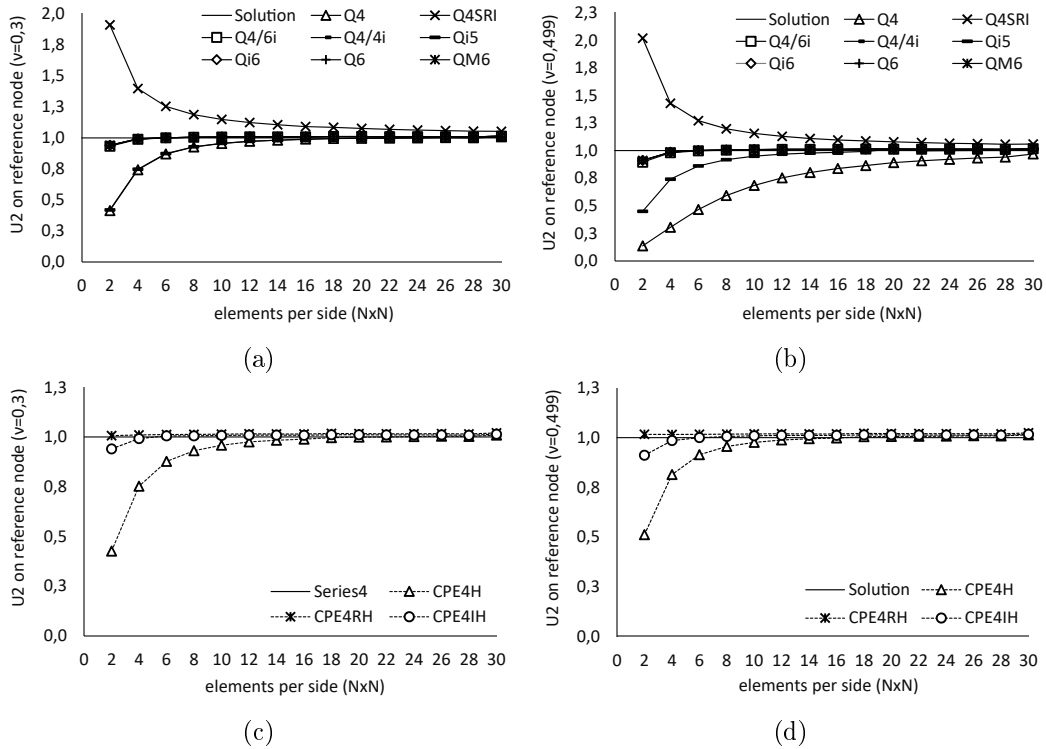 Solution Q4 Q4SRI
Q4/6i Q4/4i Qi5
Qi6 Q6 QM6
U2 on reference node (v=0,3)
2,0
1,8
1,5
1,3
1,0
0,8
0,5
0,3
0,0
0 2 4 6 8 10 12 14 16 18 20 22 24 26 28 30
elements per side (NxN)
(a)
Solution Q4 Q4SRI
Q4/6i Q4/4i Qi5
Qi6 Q6 QM6
U2 on reference node (v=0,499)
2,3
2,0
1,8
1,5
1,3
1,0
0,8
0,5
0,3
0,0
0 2 4 6 8 10 12 14 16 18 20 22 24 26 28 30
elements per side (NxN)
(b)
U2 on reference node (v=0,3)
1,3
1,0
0,8
0,5
0,3
0,0
Series4 CPE4H
CPE4RH CPE4IH
0 2 4 6 8 10 12 14 16 18 20 22 24 26 28 30
elements per side (NxN)
(c)
U2 on reference node (v=0,499)
1,3
1,0
0,8
0,5
0,3
0,0
Solution CPE4H
CPE4RH CPE4IH
0 2 4 6 8 10 12 14 16 18 20 22 24 26 28 30
elements per side (NxN)
(d)